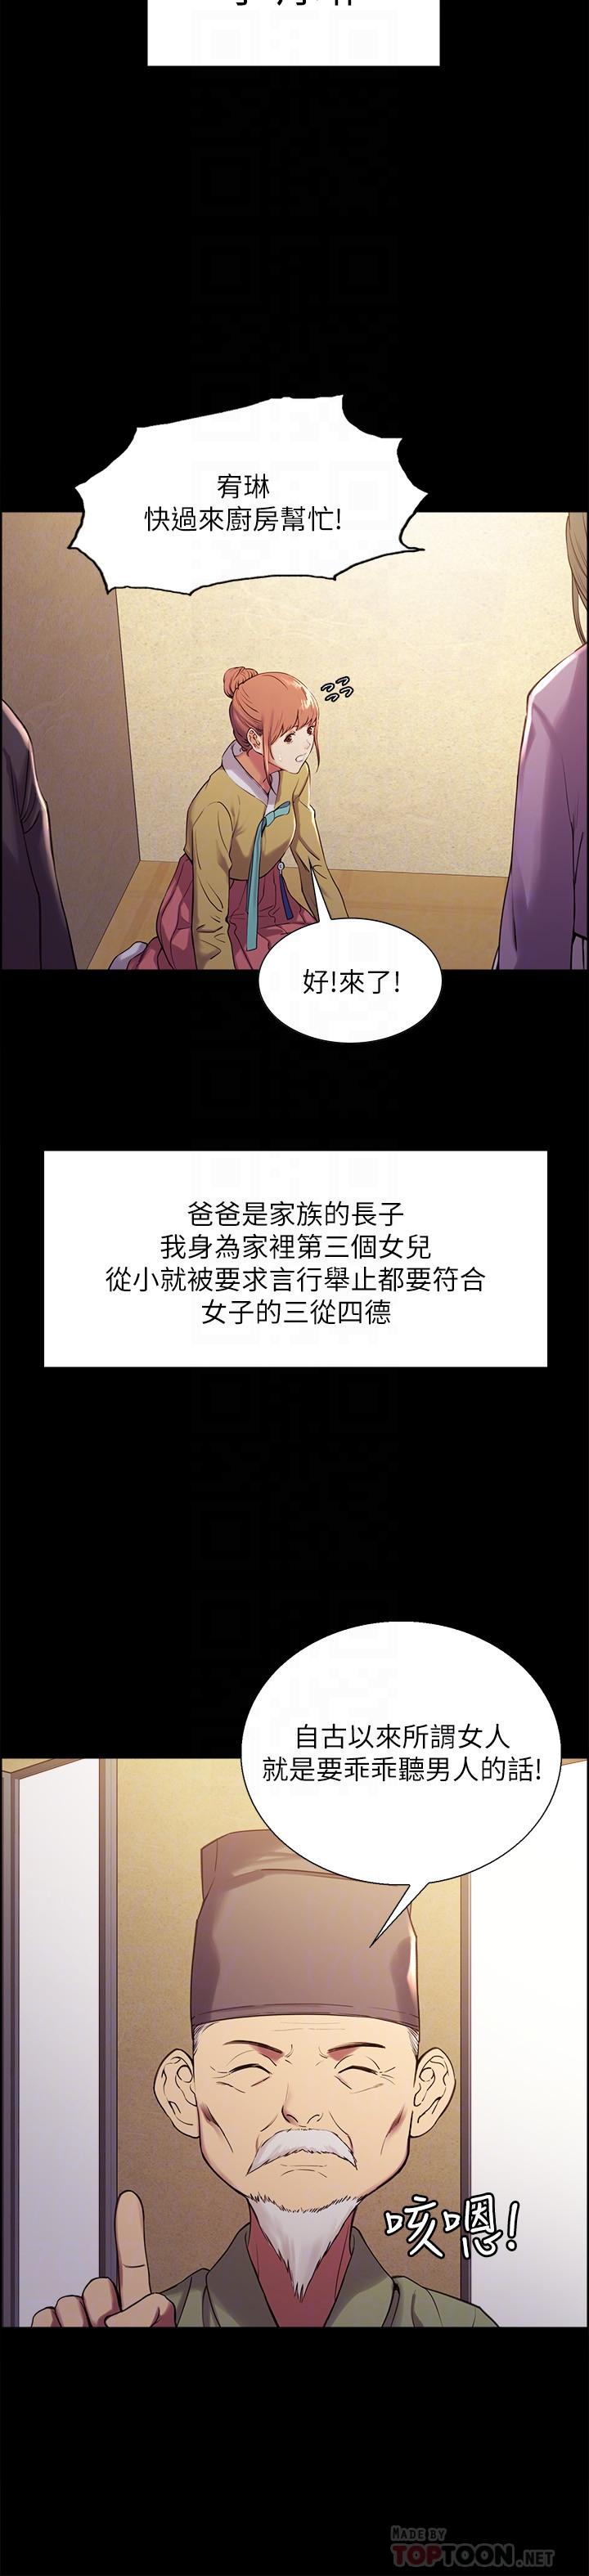 宥琳
快過來廚房幫忙!
好!來了!
爸爸是家族的長子
我身為家裡第三個女兒
從小就被要求言行舉止都要符合
女子的三從四德
自古以來所謂女人
就是要乖乖聽男人的話!
咳嗯!
MADE BY
TOPTOON.NET